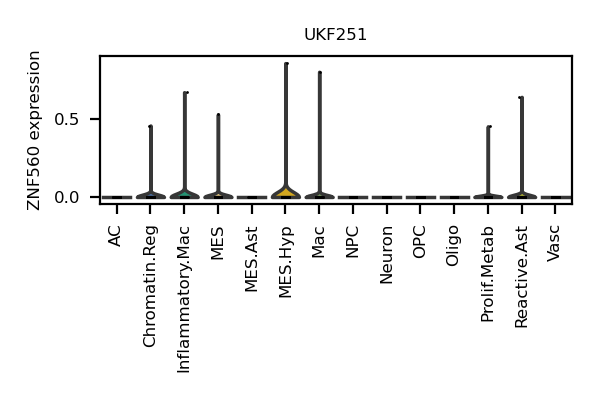 UKF251
ZNF560 expression
0.5
0.0
AC
Chromatin.Reg
Inflammatory.Mac
MES
MES.Ast
MES.Hyp
Mac
NPC
Neuron
OPC
Oligo
Prolif.Metab
Reactive.Ast
Vasc